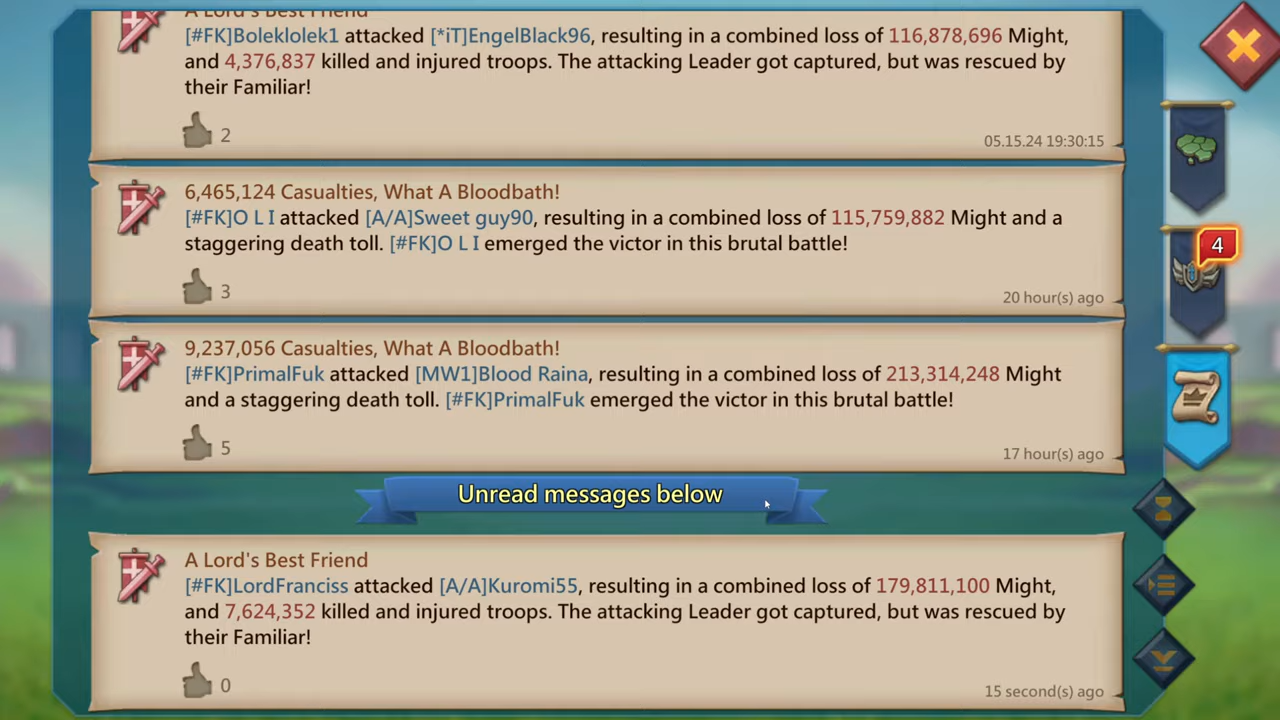 A Lord's Best Friend
[#FK]Boleklolek1 attacked [*iT]EngelBlack96, resulting in a combined loss of 116,878,696 Might,
and 4,376,837 killed and injured troops. The attacking Leader got captured, but was rescued by
their Familiar!
2
05.15.24 19:30:15
6,465,124 Casualties, What A Bloodbath!
[#FK]O L I attacked [A/A]Sweet guy90, resulting in a combined loss of 115,759,882 Might and a
staggering death toll. [#FK]O L I emerged the victor in this brutal battle!
3
20 hour(s) ago
4
9,237,056 Casualties, What A Bloodbath!
[#FK]PrimalFuk attacked [MW1]Blood Raina, resulting in a combined loss of 213,314,248 Might
and a staggering death toll. [#FK]PrimalFuk emerged the victor in this brutal battle!
5
17 hour(s) ago
Unread messages below
A Lord's Best Friend
[#FK]LordFranciss attacked [A/A]Kuromi55, resulting in a combined loss of 179,811,100 Might,
and 7,624,352 killed and injured troops. The attacking Leader got captured, but was rescued by
their Familiar!
0
15 second(s) ago